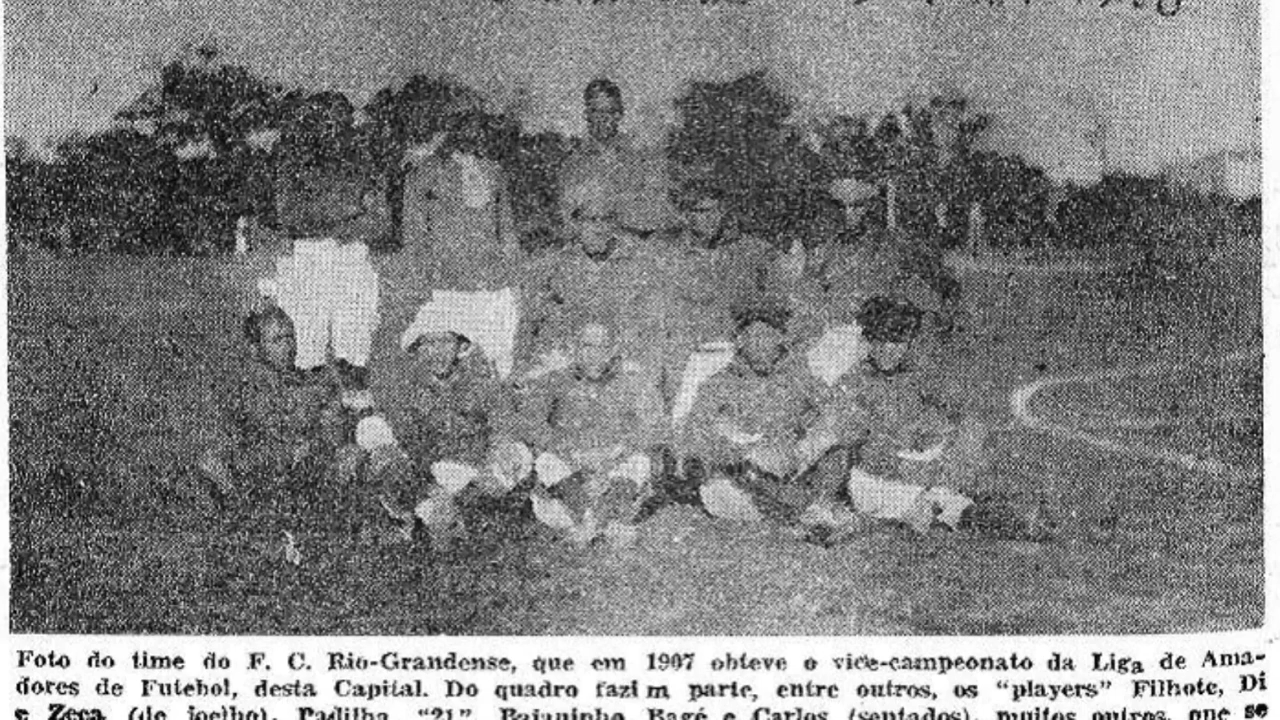 Foto do time do F. C. Rio-Grandense, que em 1907 obteve o vice-campeonato da Liga de Ama-
dores de Futebol, desta Capital. Do quadro fazi m parte, entre outros, os "players" Filhote, Di
e Zeca (de joelho), Padilha, "21", Baianinho, Bagé e Carlos (sentados), muitos outros, que se